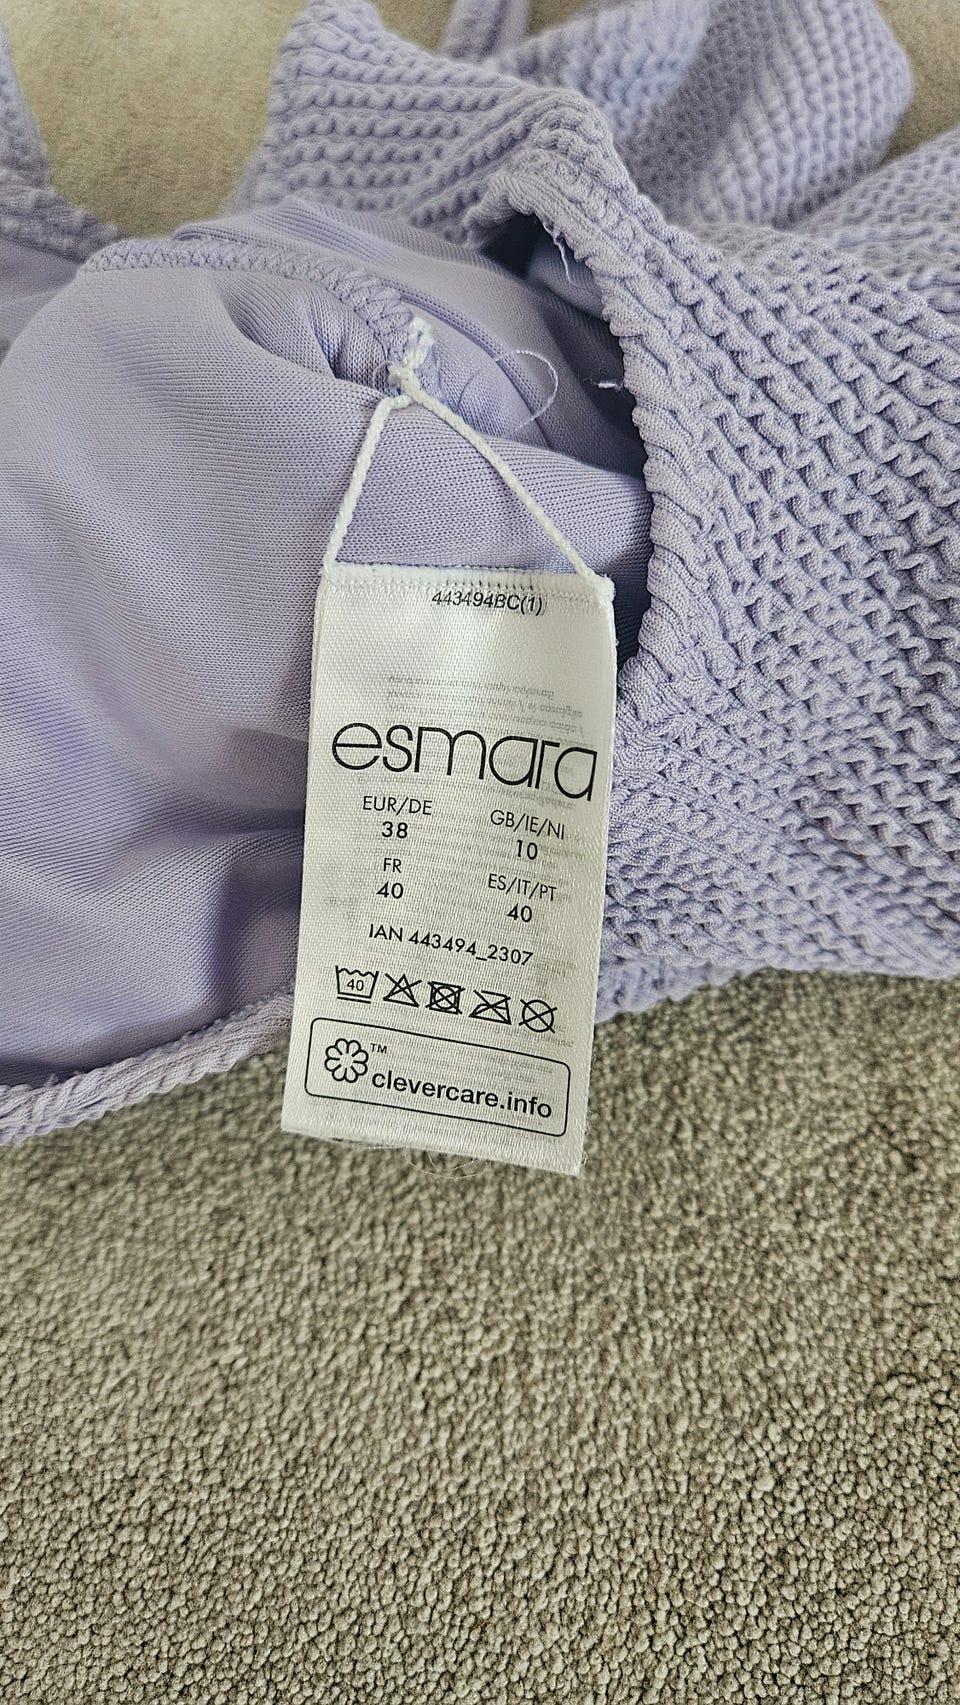 443494BC(1)
esmara
EUR/DE
38
GB/IE/NI
10
FR
40
ES/IT/PT
40
IAN 443494_2307
40
™
clevercare.info